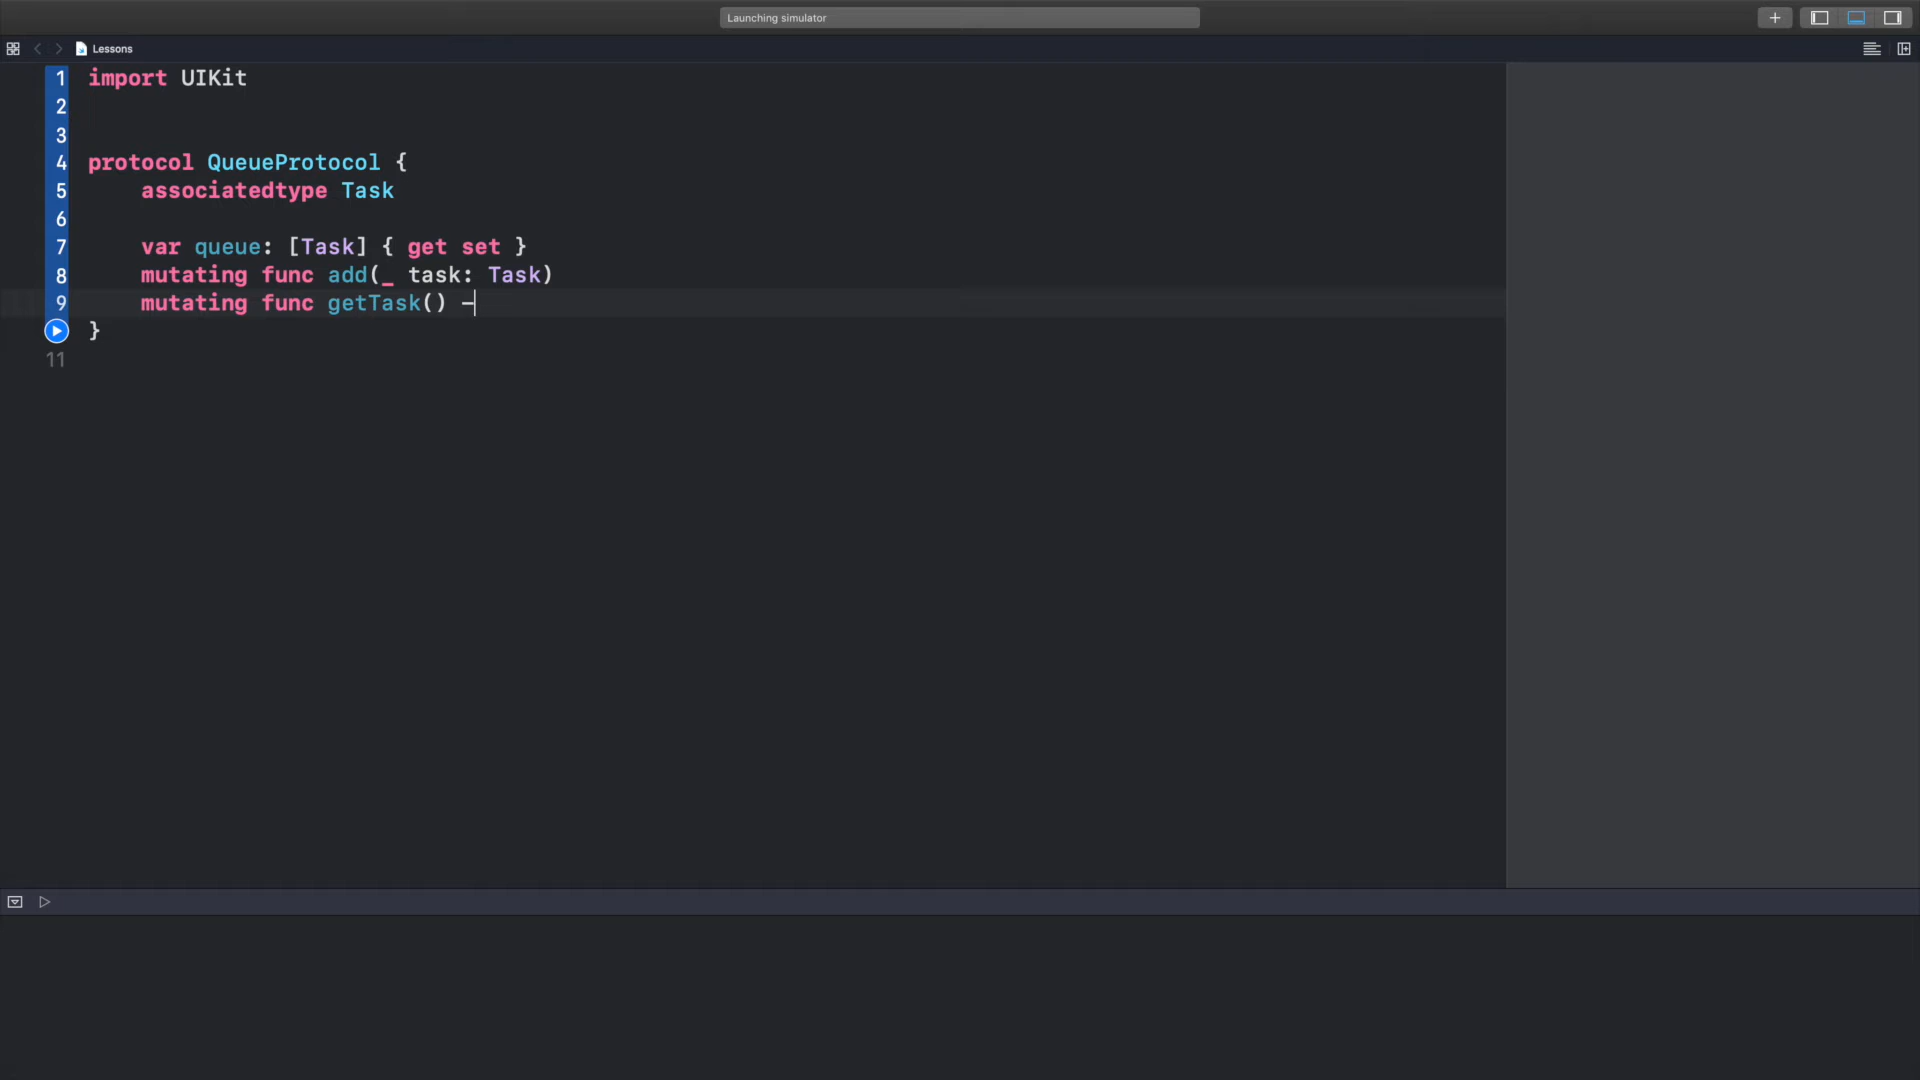 Launching simulator
Lessons
1 import UIKit
2
3
4 protocol QueueProtocol {
5 associatedtype Task
6
7 var queue: [Task] { get set }
8 mutating func add(_ task: Task)
9 mutating func getTask() -
}
11